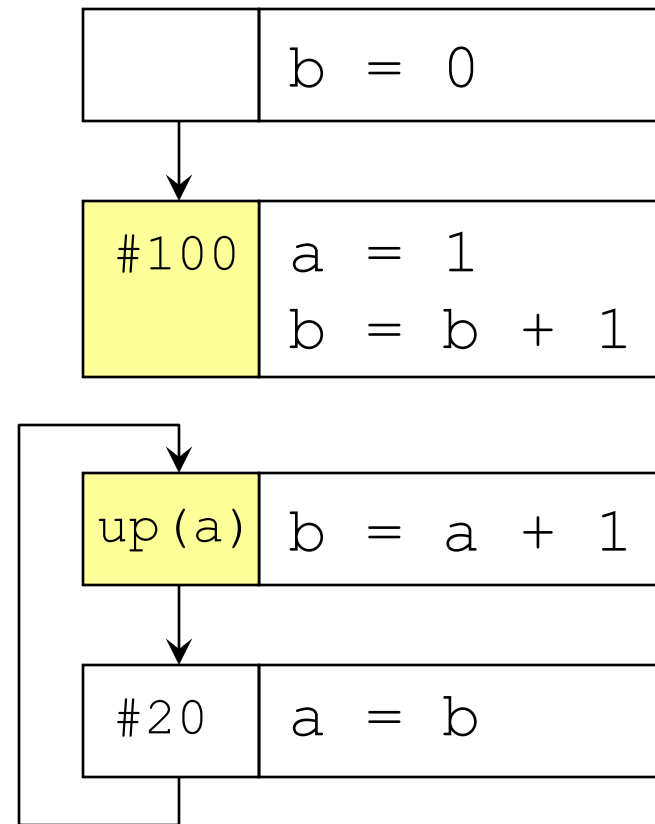 b = 0
#100 a = 1
b = b + 1
up(a) b = a + 1
#20 a = b